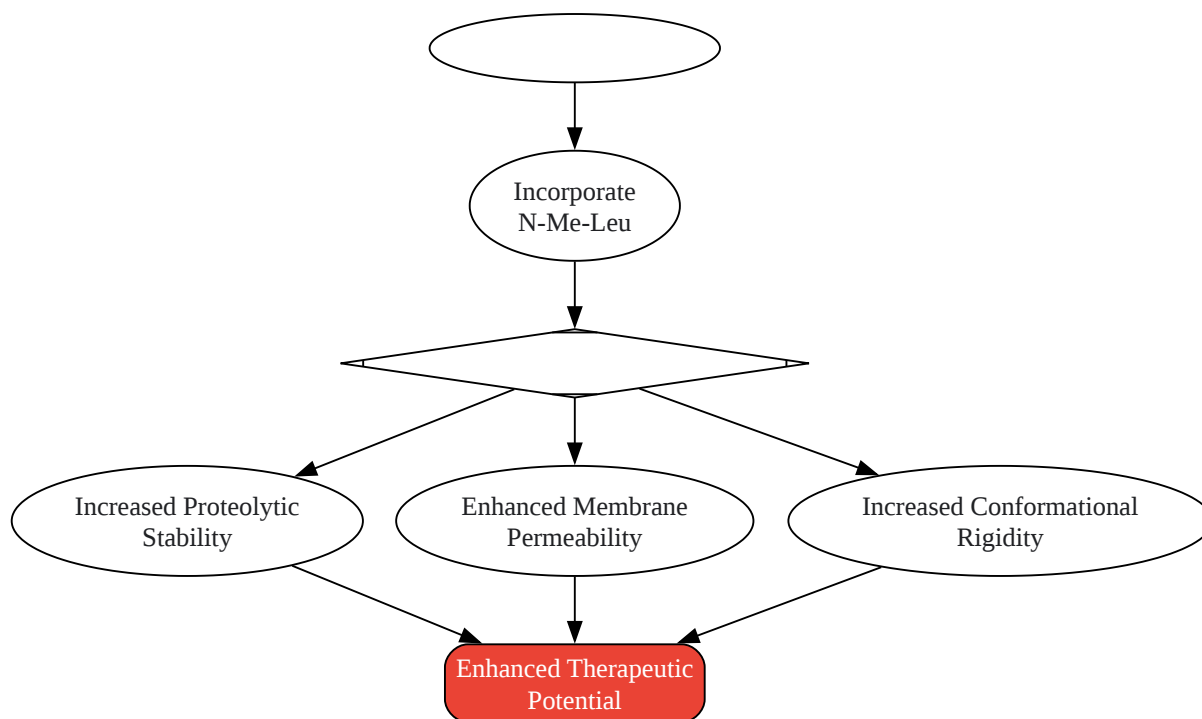 Incorporate
N-Me-Leu
Increased Proteolytic
Stability
Enhanced Membrane
Permeability
Increased Conformational
Rigidity
Enhanced Therapeutic
Potential